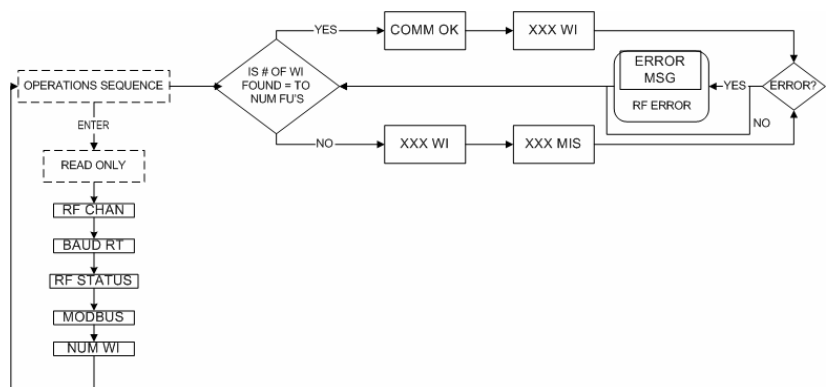 YES
COMM OK
XXX WI
OPERATIONS SEQUENCE
IS # OF WI
FOUND = TO
NUM FU'S
ERROR
MSG
RF ERROR
YES
ERROR?
NO
ENTER
NO
XXX WI
XXX MIS
READ ONLY
RF CHAN
BAUD RT
RF STATUS
MODBUS
NUM WI